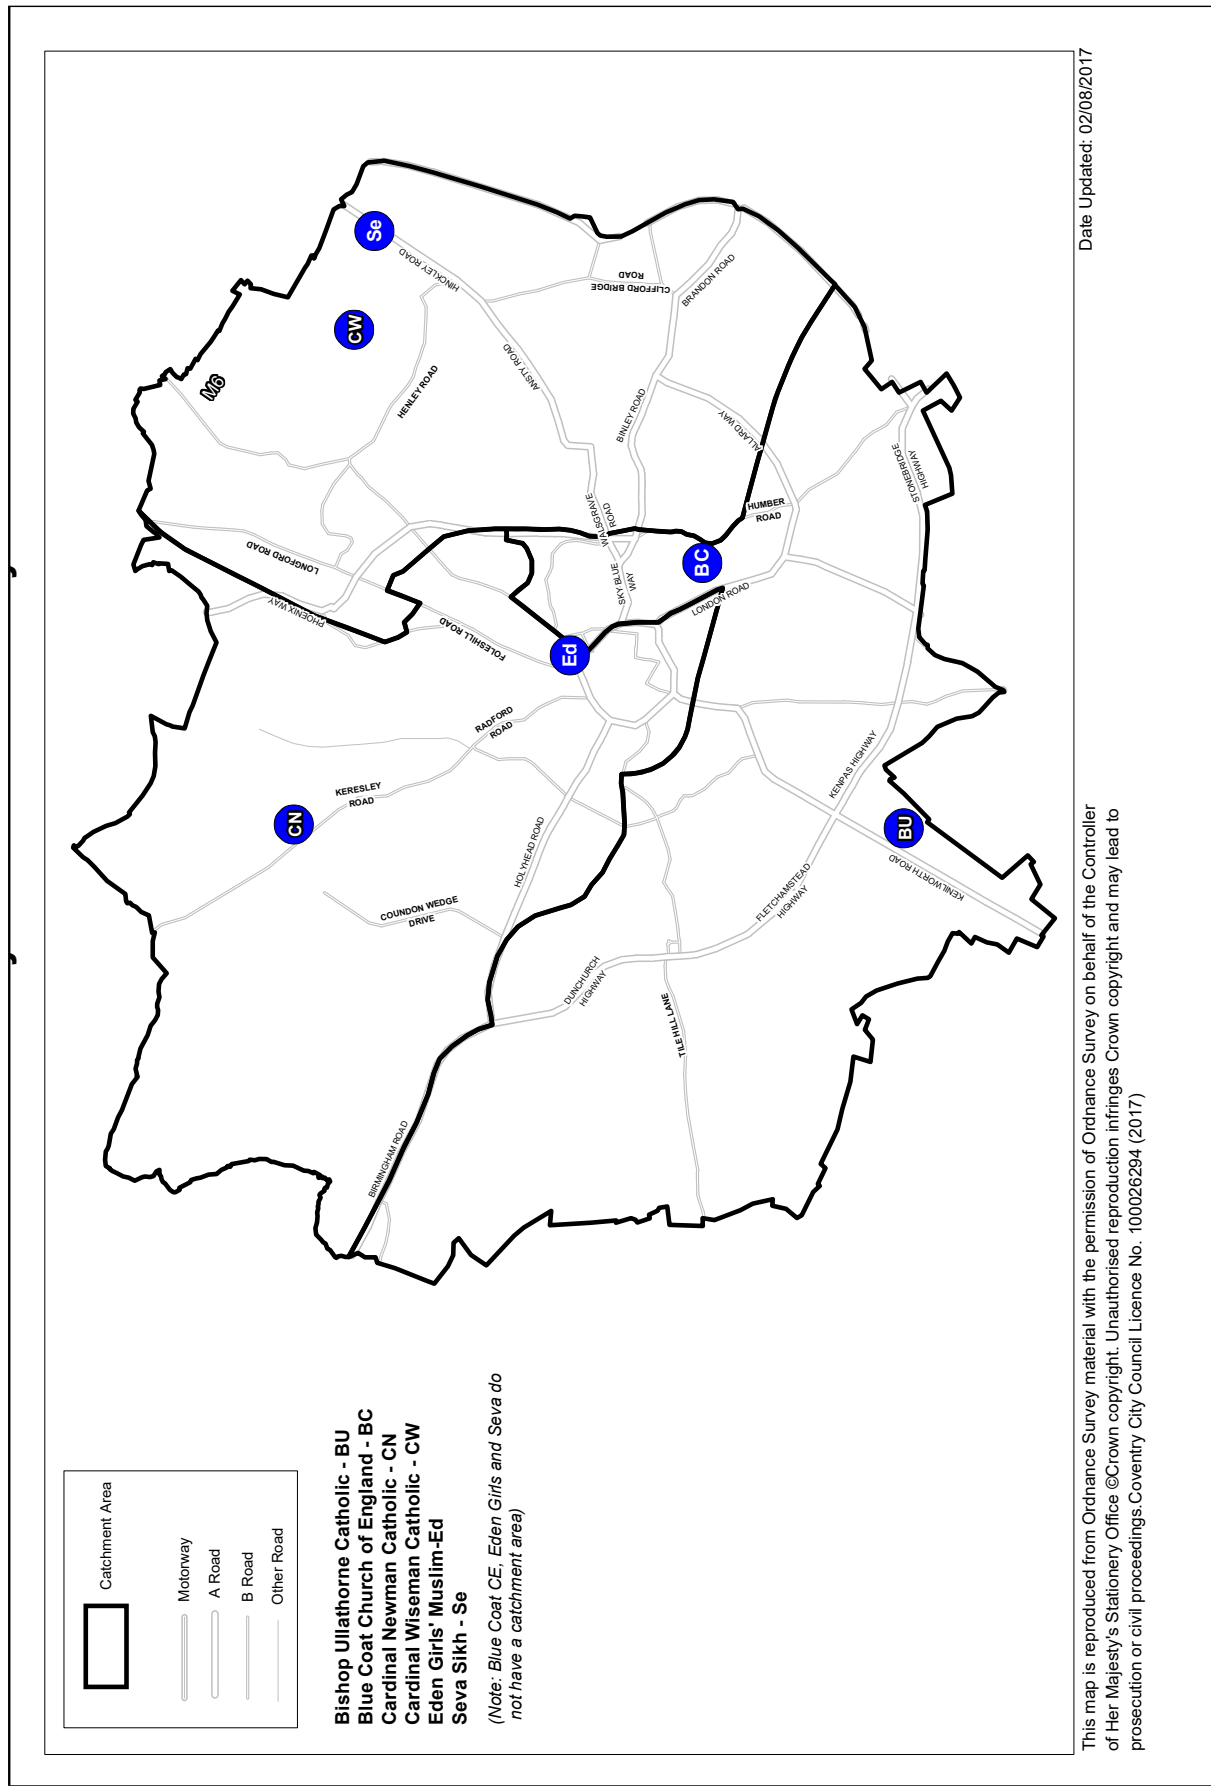 Catchment Area
Motorway
A Road
B Road
Other Road
Bishop Ullathorne Catholic - BU
Blue Coat Church of England - BC
Cardinal Newman Catholic - CN
Cardinal Wiseman Catholic - CW
Eden Girls' Muslim-Ed
Seva Sikh - Se
(Note: Blue Coat CE, Eden Girls and Seva do
not have a catchment area)
M6
Se
CW
CN
Ed
BC
BU
HINCKLEY ROAD
HENLEY ROAD
ANSTY ROAD
CLIFFORD BRIDGE
ROAD
BRANDON ROAD
BINLEY ROAD
ALLARD WAY
WALSGRAVE
ROAD
SKY BLUE
WAY
HUMBER
ROAD
STONEBRIDGE
HIGHWAY
LONDON ROAD
LONGFORD ROAD
PHOENIX WAY
FOLESHILL ROAD
RADFORD
ROAD
KERESLEY
ROAD
COUNDON WEDGE
DRIVE
HOLYHEAD ROAD
BIRMINGHAM ROAD
DUNCHURCH
HIGHWAY
TILE HILL LANE
FLETCHAMSTEAD
HIGHWAY
KENPAS HIGHWAY
KENILWORTH ROAD
This map is reproduced from Ordnance Survey material with the permission of Ordnance Survey on behalf of the Controller
of Her Majesty's Stationery Office ©Crown copyright. Unauthorised reproduction infringes Crown copyright and may lead to
prosecution or civil proceedings.Coventry City Council Licence No. 100026294 (2017)
Date Updated: 02/08/2017